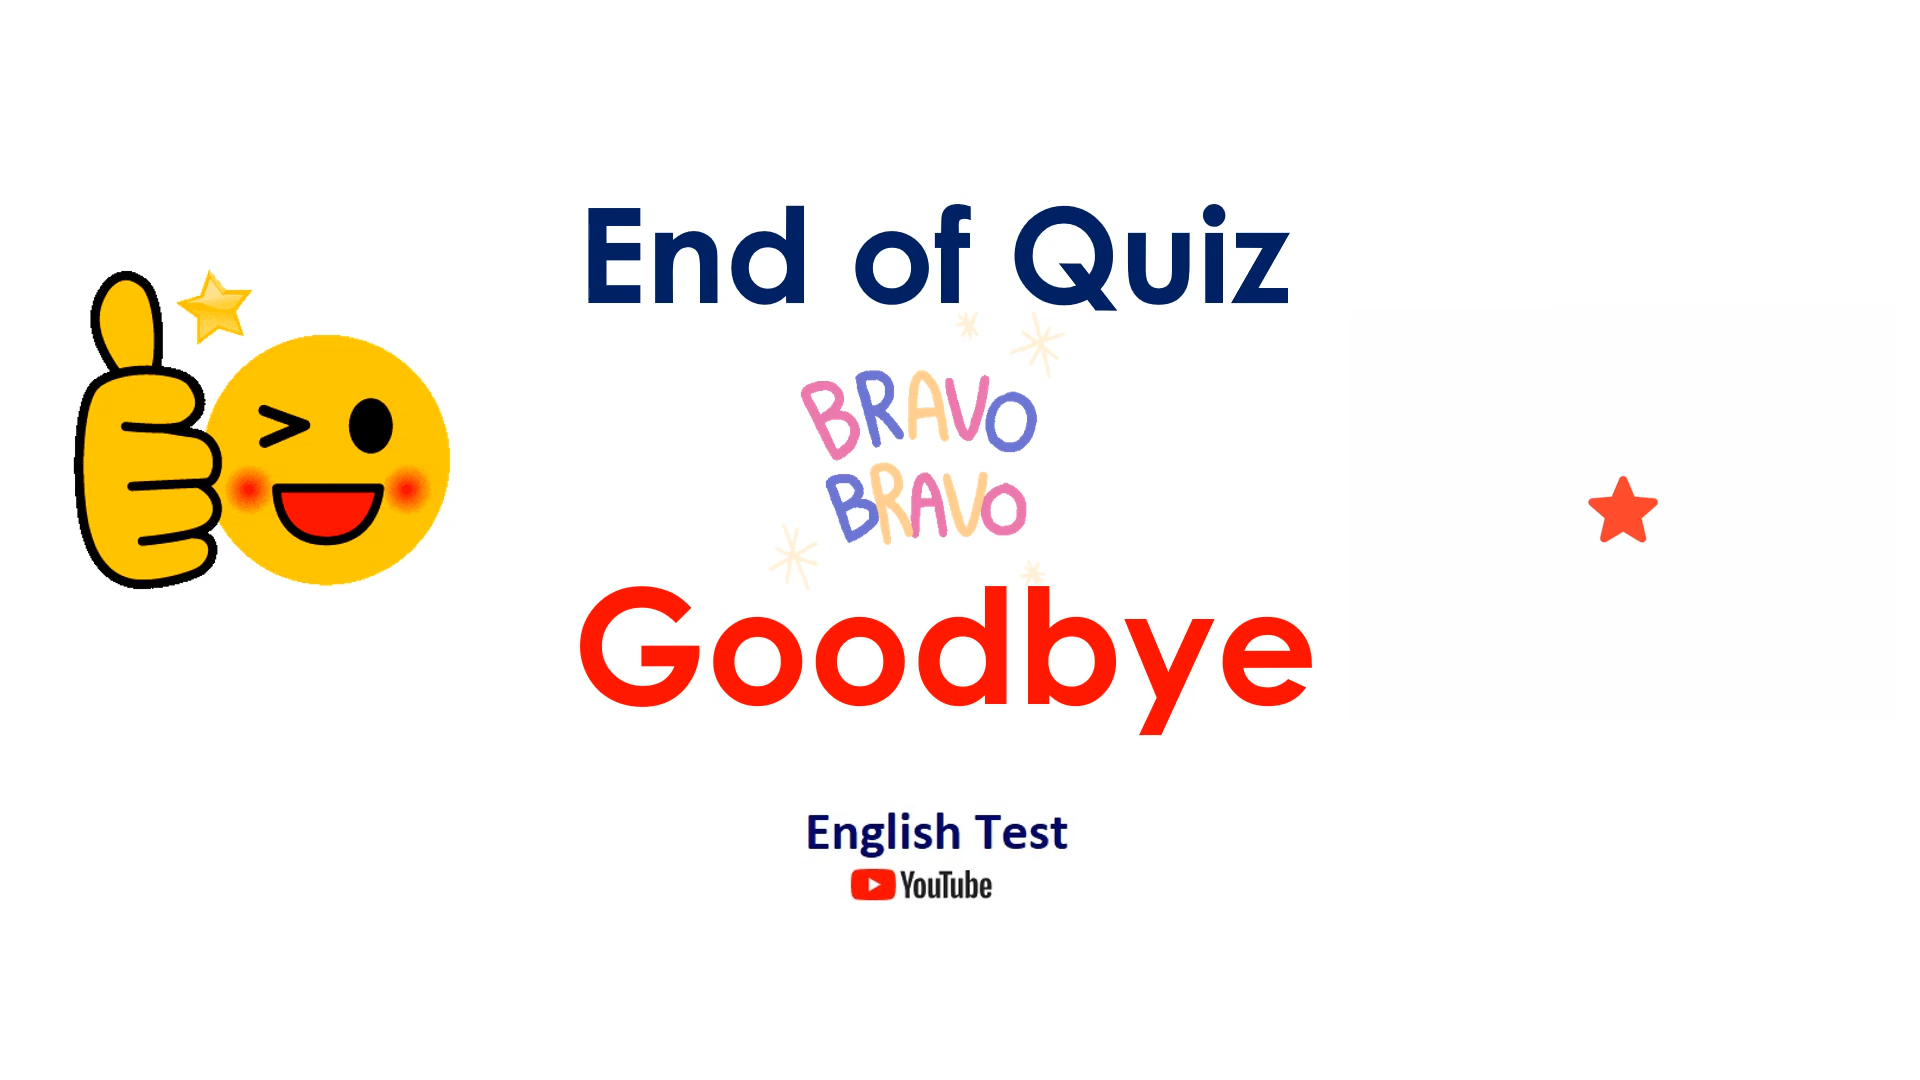 End of Quiz
BRAVO
BRAVO
Goodbye
English Test
YouTube